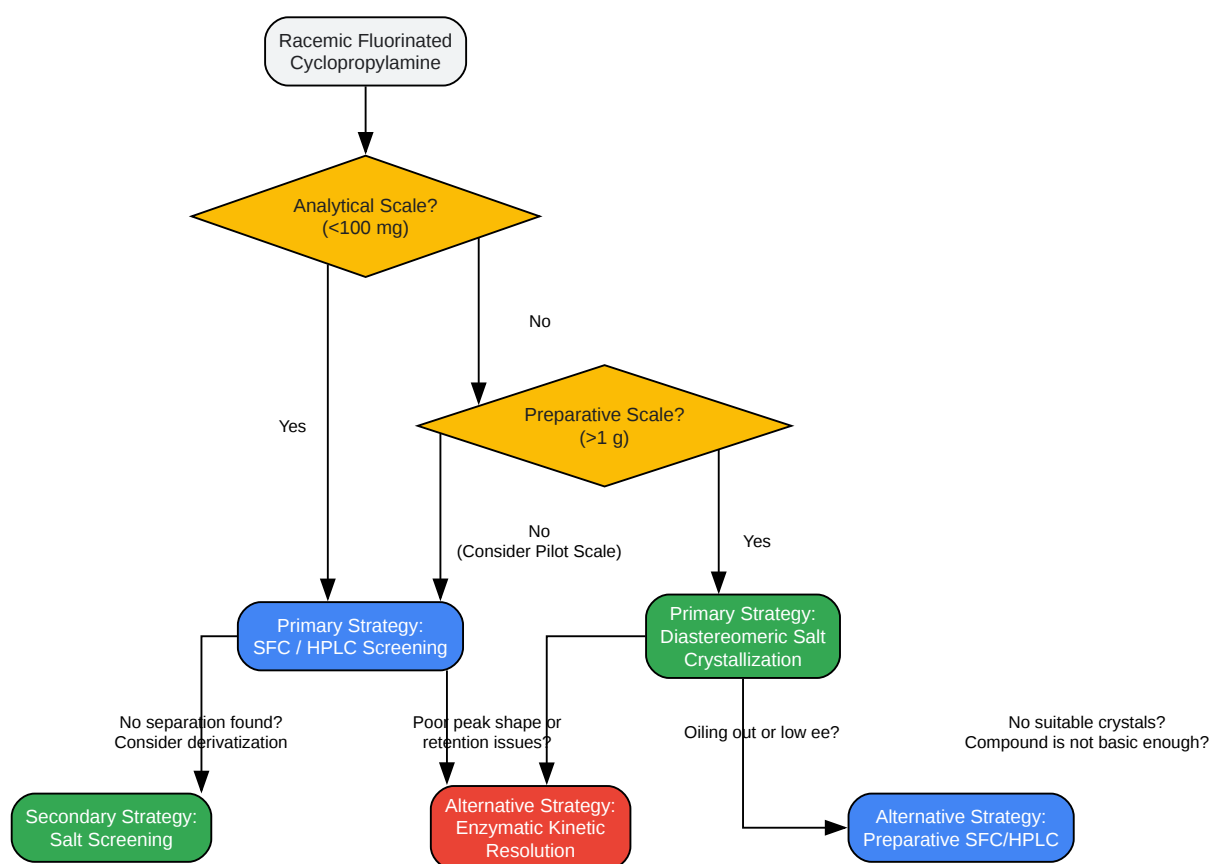 Racemic Fluorinated
Cyclopropylamine
Analytical Scale?
(<100 mg)
No
Preparative Scale?
(>1 g)
Yes
No
(Consider Pilot Scale)
Yes
Primary Strategy:
SFC / HPLC Screening
Primary Strategy:
Diastereomeric Salt
Crystallization
No separation found?
Consider derivatization
Poor peak shape or
retention issues?
Oiling out or low ee?
No suitable crystals?
Compound is not basic enough?
Secondary Strategy:
Salt Screening
Alternative Strategy:
Enzymatic Kinetic
Resolution
Alternative Strategy:
Preparative SFC/HPLC